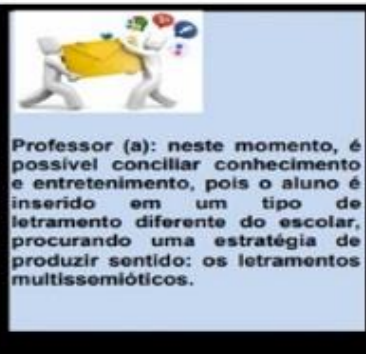 Professor (a): neste momento, é
possível conciliar conhecimento
e entretenimento, pois o aluno é
inserido em um tipo de
letramento diferente do escolar,
procurando uma estratégia de
produzir sentido: os letramentos
multissemióticos.